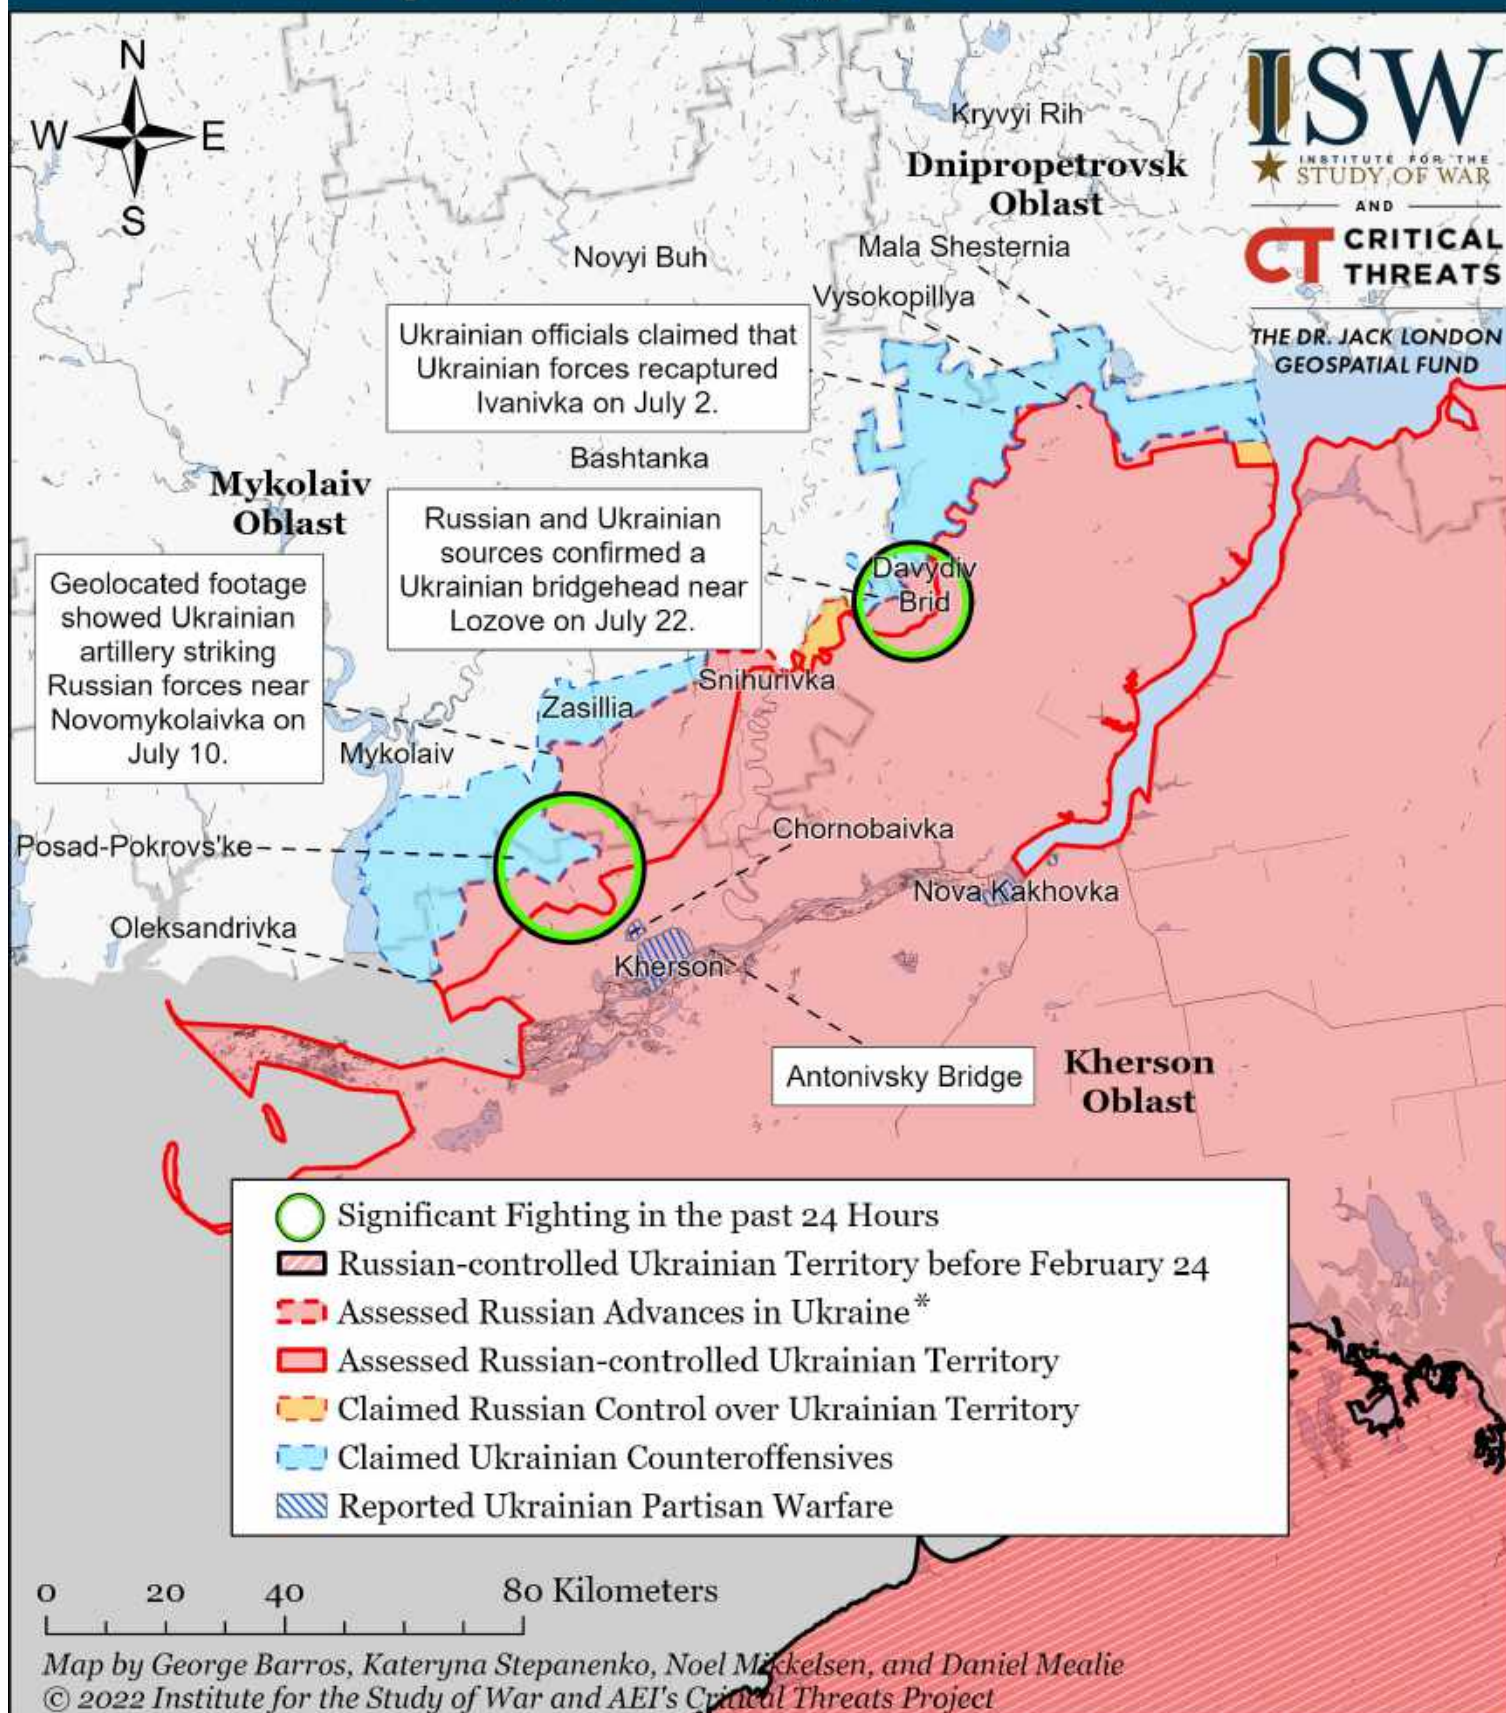 N
W
E
S
ISW
INSTITUTE FOR THE
STUDY OF WAR
AND
CT CRITICAL
THREATS
THE DR. JACK LONDON
GEOSPATIAL FUND
Kryvyi Rih
Dnipropetrovsk
Oblast
Mala Shesternia
Novyi Buh
Vysokopillya
Ukrainian officials claimed that
Ukrainian forces recaptured
Ivanivka on July 2.
Bashtanka
Mykolaiv
Oblast
Russian and Ukrainian
sources confirmed a
Ukrainian bridgehead near
Lozove on July 22.
Geolocated footage
showed Ukrainian
artillery striking
Russian forces near
Novomykolaivka on
July 10.
Davydiv
Brid
Snihurivka
Zasillia
Mykolaiv
Chornobaivka
Posad-Pokrovs'ke
Nova Kakhovka
Oleksandrivka
Kherson
Antonivsky Bridge
Kherson
Oblast
Significant Fighting in the past 24 Hours
Russian-controlled Ukrainian Territory before February 24
Assessed Russian Advances in Ukraine*
Assessed Russian-controlled Ukrainian Territory
Claimed Russian Control over Ukrainian Territory
Claimed Ukrainian Counteroffensives
Reported Ukrainian Partisan Warfare
0 20 40 80 Kilometers
Map by George Barros, Kateryna Stepanenko, Noel Mikkelsen, and Daniel Mealie
© 2022 Institute for the Study of War and AEI's Critical Threats Project